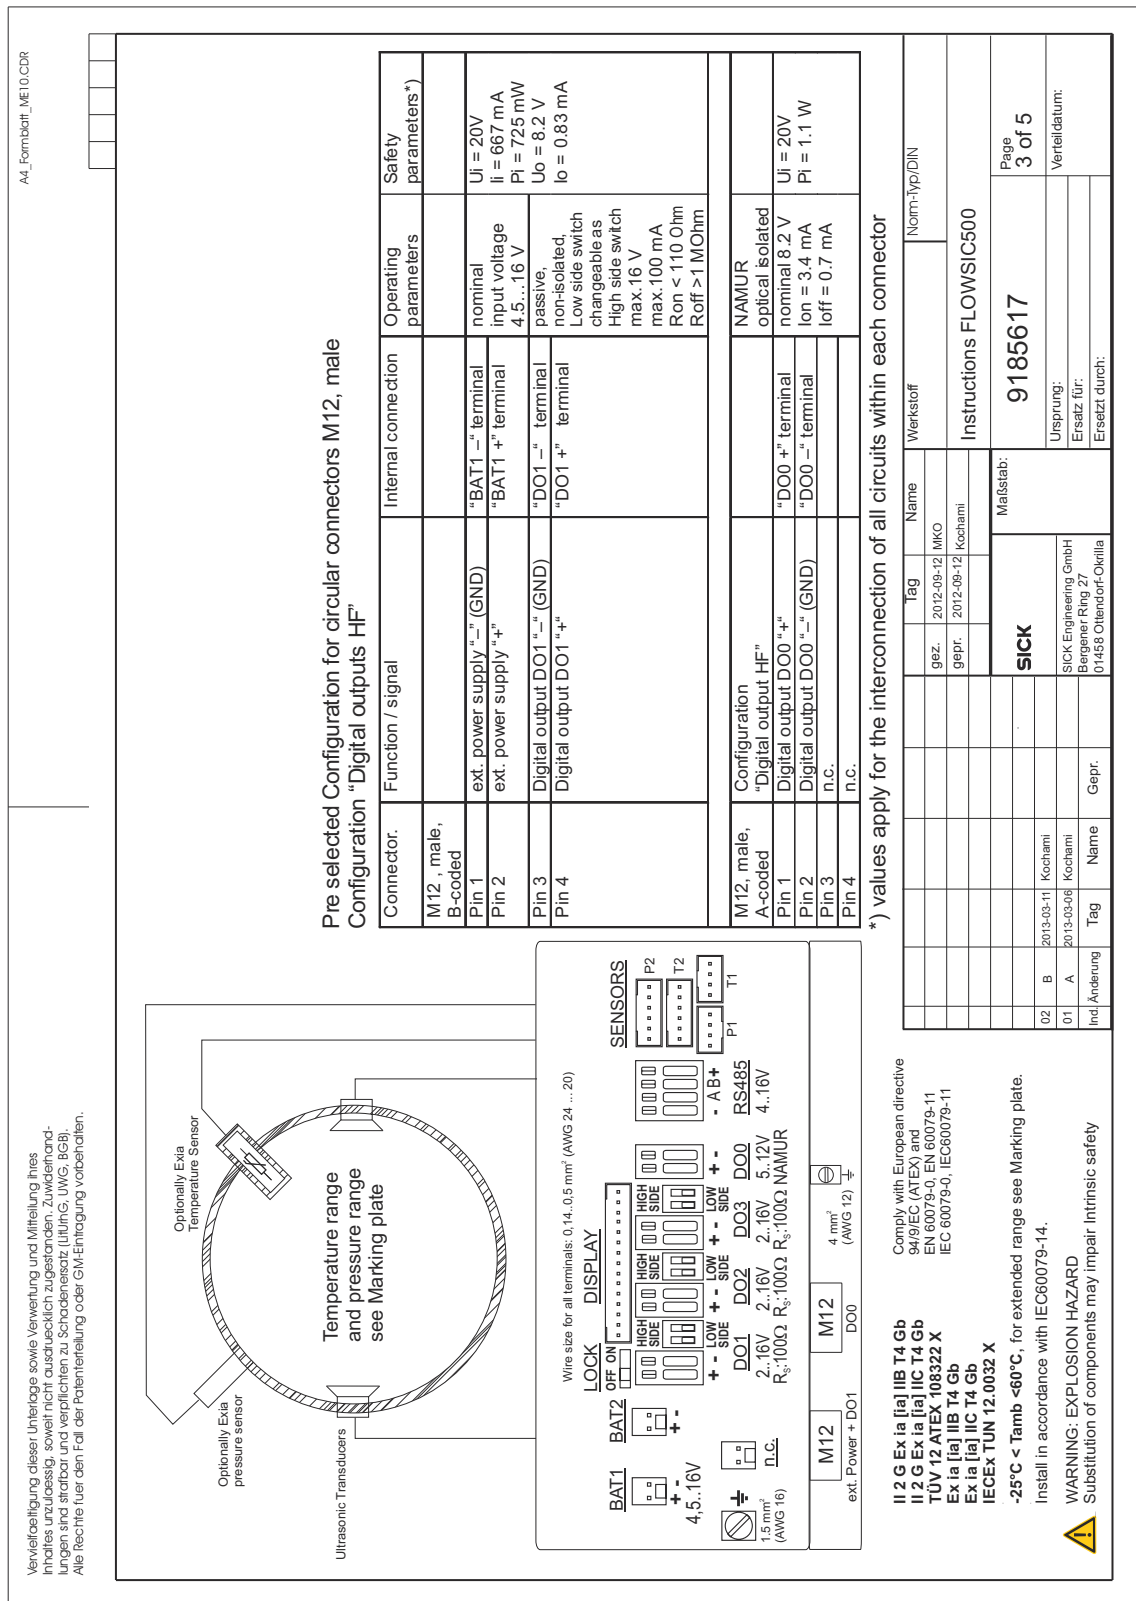 A4_Formblatt_ME10.CDR
Vervielfaeltigung dieser Unterlage sowie Verwertung und Mitteilung ihres
Inhaltes unzulaessig, soweit nicht ausdruecklich zugestanden. Zuwiderhand-
lungen sind strafbar und verpflichten zu Schadenersatz (LitUrhG, UWG, BGB).
Alle Rechte fuer den Fall der Patenterteilung oder GM-Eintragung vorbehalten.
Optionally Exia
Temperature Sensor
Optionally Exia
pressure sensor
Ultrasonic Transducers
Temperature range
and pressure range
see Marking plate
Wire size for all terminals: 0,14..0,5 mm² (AWG 24 ... 20)
BAT1
+ -
4,5..16V
BAT2
+ -
LOCK
OFF ON
DISPLAY
SENSORS
P2
T2
P1
T1
HIGH SIDE
HIGH SIDE
HIGH SIDE
+ - LOW SIDE
+ - LOW SIDE
+ - LOW SIDE
+ -
- A B +
DO1
DO2
DO3
DO0
RS485
2..16V
2..16V
2..16V
5..12V
4..16V
RS:100Ω
RS:100Ω
RS:100Ω
NAMUR
n.c.
1.5 mm²
(AWG 16)
4 mm²
(AWG 12)
M12
ext. Power + DO1
M12
DO0
Pre selected Configuration for circular connectors M12, male
Configuration “Digital outputs HF”
Connector. Function / signal Internal connection Operating parameters Safety parameters*)
M12 , male, B-coded
Pin 1 ext. power supply “–” (GND) “BAT1 –“ terminal
Pin 2 ext. power supply “+” “BAT1 +” terminal
nominal
input voltage
4.5...16 V
Pin 3 Digital output DO1 “–“ (GND) “DO1 –“ terminal
Pin 4 Digital output DO1 “+“ “DO1 +” terminal
passive,
non-isolated,
Low side switch
changeable as
High side switch
max.16 V
max.100 mA
Ron < 110 Ohm
Roff >1 MOhm
Ui = 20V
Ii = 667 mA
Pi = 725 mW
Uo = 8.2 V
Io = 0.83 mA
M12, male, A-coded
Configuration
“Digital output HF”
NAMUR
optical isolated
Pin 1 Digital output DO0 “+“ “DO0 +” terminal
Pin 2 Digital output DO0 “–“ (GND) “DO0 –“ terminal
Pin 3 n.c.
Pin 4 n.c.
nominal 8.2 V
Ion = 3.4 mA
Ioff = 0.7 mA
Ui = 20V
Pi = 1.1 W
*) values apply for the interconnection of all circuits within each connector
II 2 G Ex ia [ia] IIB T4 Gb
II 2 G Ex ia [ia] IIC T4 Gb
TÜV 12 ATEX 108322 X
Ex ia [ia] IIB T4 Gb
Ex ia [ia] IIC T4 Gb
IECEx TUN 12.0032 X
Comply with European directive
94/9/EC (ATEX) and
EN 60079-0, EN 60079-11
IEC 60079-0, IEC60079-11
-25°C < Tamb <60°C, for extended range see Marking plate.
Install in accordance with IEC60079-14.
WARNING: EXPLOSION HAZARD
Substitution of components may impair Intrinsic safety
02 B 2013-03-11 Kochami
01 A 2013-03-06 Kochami
Ind. Änderung Tag Name Gepr.
Tag Name
gez. 2012-09-12 MKO
gepr. 2012-09-12 Kochami
SICK
SICK Engineering GmbH
Bergener Ring 27
01458 Ottendorf-Okrilla
Maßstab:
Werkstoff
Norm-Typ/DIN
Instructions FLOWSIC500
9185617
Page
3 of 5
Ursprung:
Ersatz für:
Ersetzt durch:
Verteildatum: